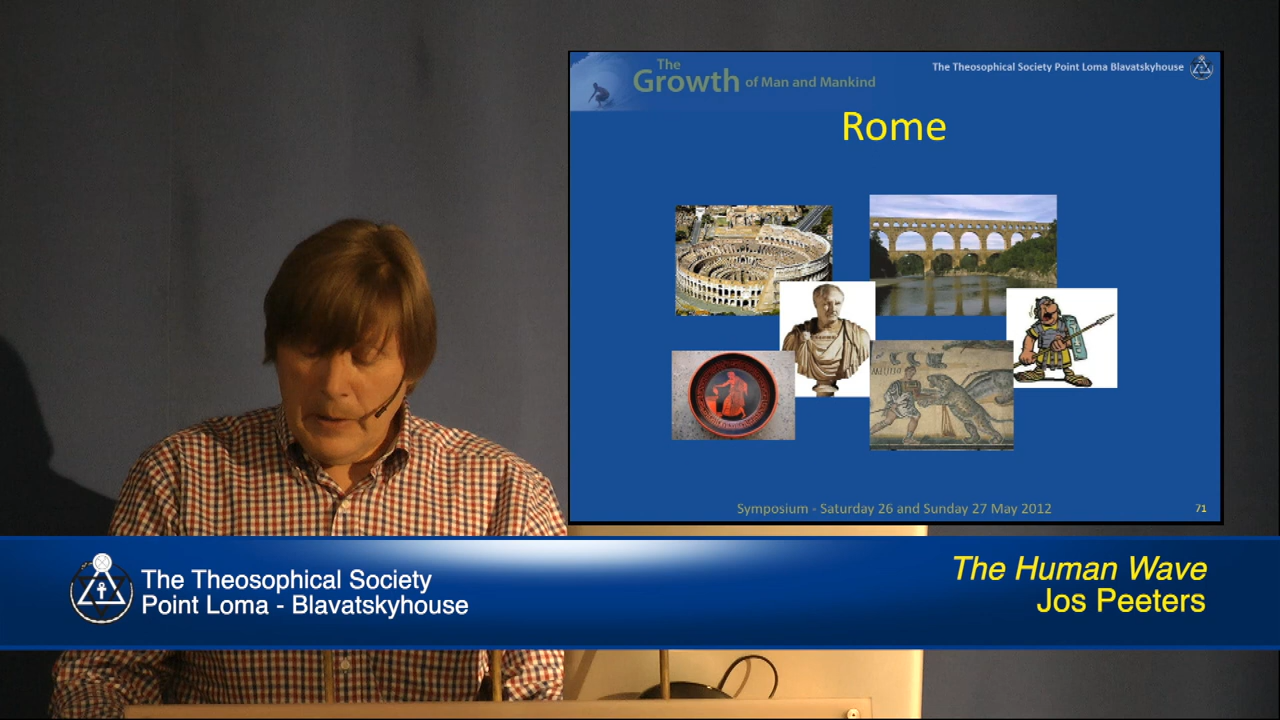 The
Growth of Man and Mankind
The Theosophical Society Point Loma Blavatskyhouse
Rome
Symposium - Saturday 26 and Sunday 27 May 2012
71
The Theosophical Society
Point Loma - Blavatskyhouse
The Human Wave
Jos Peeters